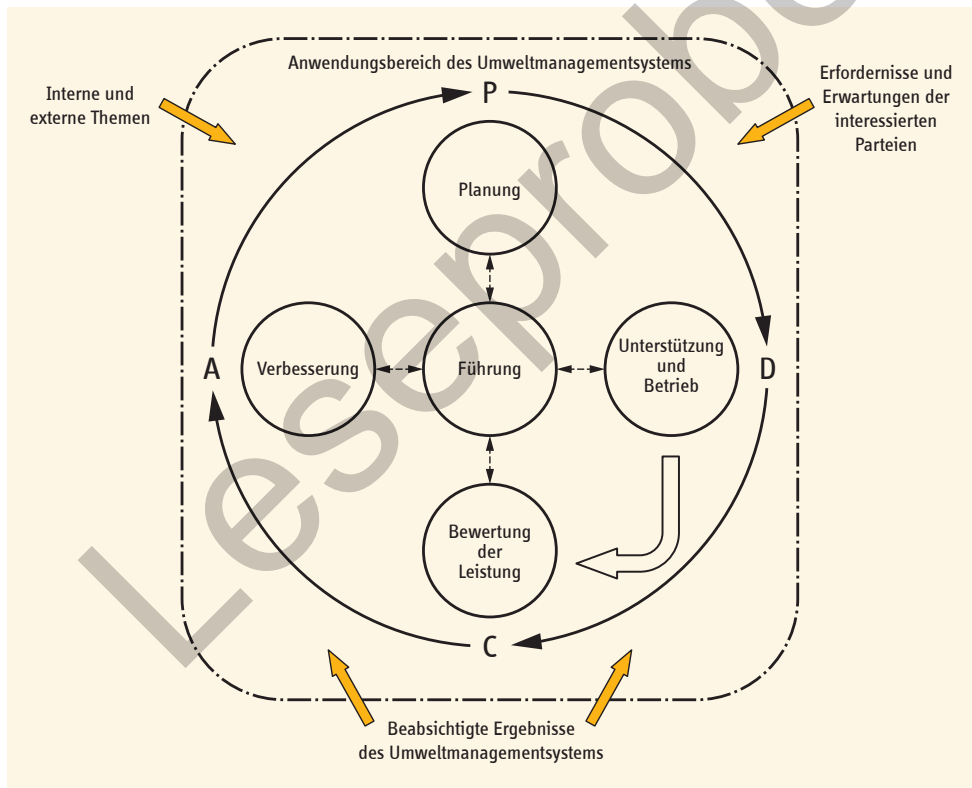 Anwendungsbereich des Umweltmanagementsystems
Interne und
externe Themen
Erfordernisse und
Erwartungen der
interessierten
Parteien
P
Planung
A
Verbesserung
Führung
Unterstützung
und
Betrieb
D
Bewertung
der
Leistung
C
Beabsichtigte Ergebnisse
des Umweltmanagementsystems
Leseprobe